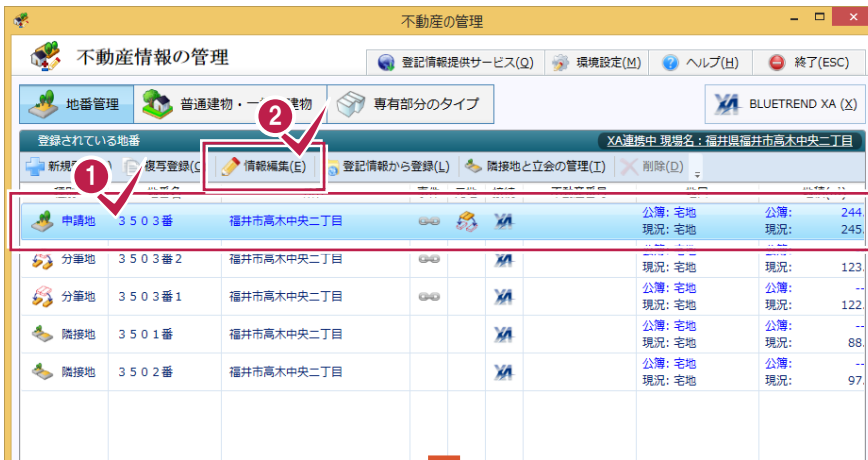 不動産の管理
不動産情報の管理
登記情報提供サービス(Q) 環境設定(M) ヘルプ(H) 終了(ESC)
地番管理 普通建物・一 建物 専有部分のタイプ BLUETREND XA (X)
登録されている地番 XA連携中 現場名：福井県福井市高木中央二丁目
新規 複写登録(C 情報編集(E) 登記情報から登録(L) 隣接地と立会の管理(T) 削除(D)
1
2
申請地 3503番 福井市高木中央二丁目 公簿: 宅地 公簿: 244.
現況: 宅地 現況: 245.
分筆地 3503番2 福井市高木中央二丁目
現況: 宅地 現況: 123.
分筆地 3503番1 福井市高木中央二丁目 公簿: 宅地 公簿: --
現況: 宅地 現況: 122.
隣接地 3501番 福井市高木中央二丁目 公簿: 宅地 公簿: --
現況: 宅地 現況: 88.
隣接地 3502番 福井市高木中央二丁目 公簿: 宅地 公簿: --
現況: 宅地 現況: 97.